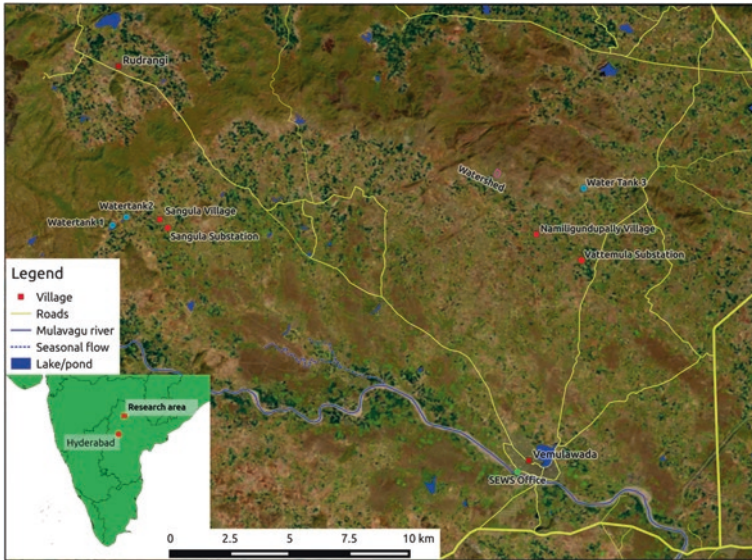 Rudrangi
Watershed
Water Tank 3
Watertank2
Sangula Village
Watertank 1
Sangula Substation
Namiligundupally Village
Vattemula Substation
Legend
Village
Roads
Mulavagu river
Seasonal flow
Lake/pond
Research area
Hyderabad
Vemulawada
SEWS Office
0 2.5 5 7.5 10 km